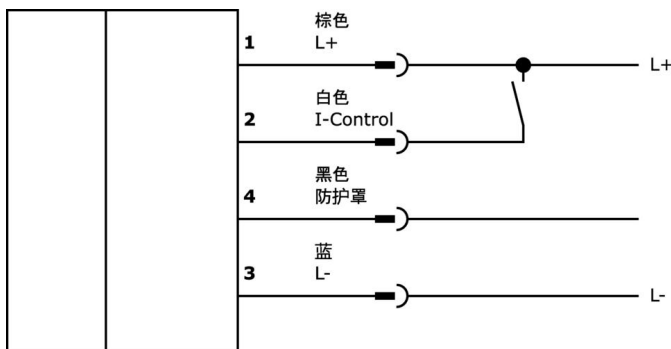 棕色
1 L+
L+
白色
2 I-Control
黑色
4 防护罩
蓝
3 L-
L-